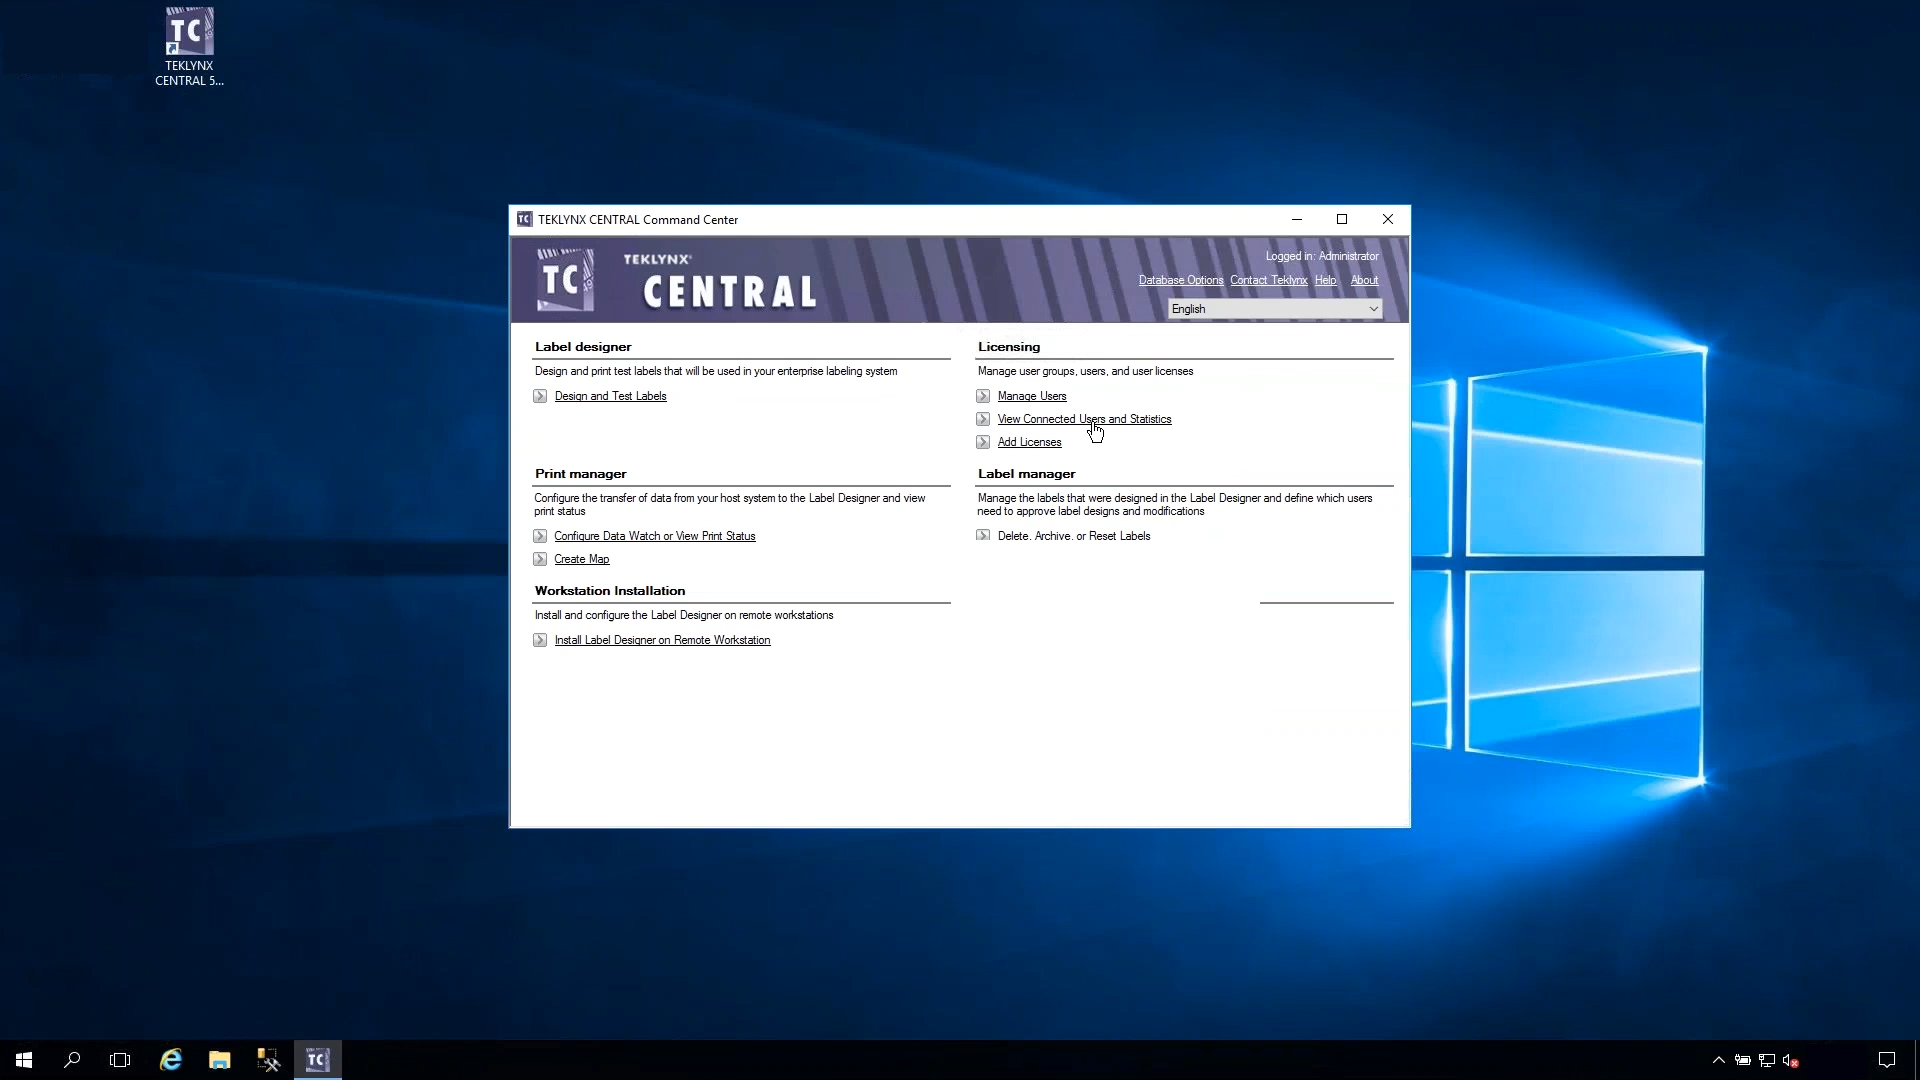 TC
TEKLYNX
CENTRAL 5...
TC TEKLYNX CENTRAL Command Center
TC
TEKLYNX®
CENTRAL
Logged in: Administrator
Database Options Contact Teklynx Help About
English
Label designer
Design and print test labels that will be used in your enterprise labeling system
Design and Test Labels
Licensing
Manage user groups, users, and user licenses
Manage Users
View Connected Users and Statistics
Add Licenses
Print manager
Configure the transfer of data from your host system to the Label Designer and view
print status
Configure Data Watch or View Print Status
Create Map
Label manager
Manage the labels that were designed in the Label Designer and define which users
need to approve label designs and modifications
Delete, Archive, or Reset Labels
Workstation Installation
Install and configure the Label Designer on remote workstations
Install Label Designer on Remote Workstation
TC